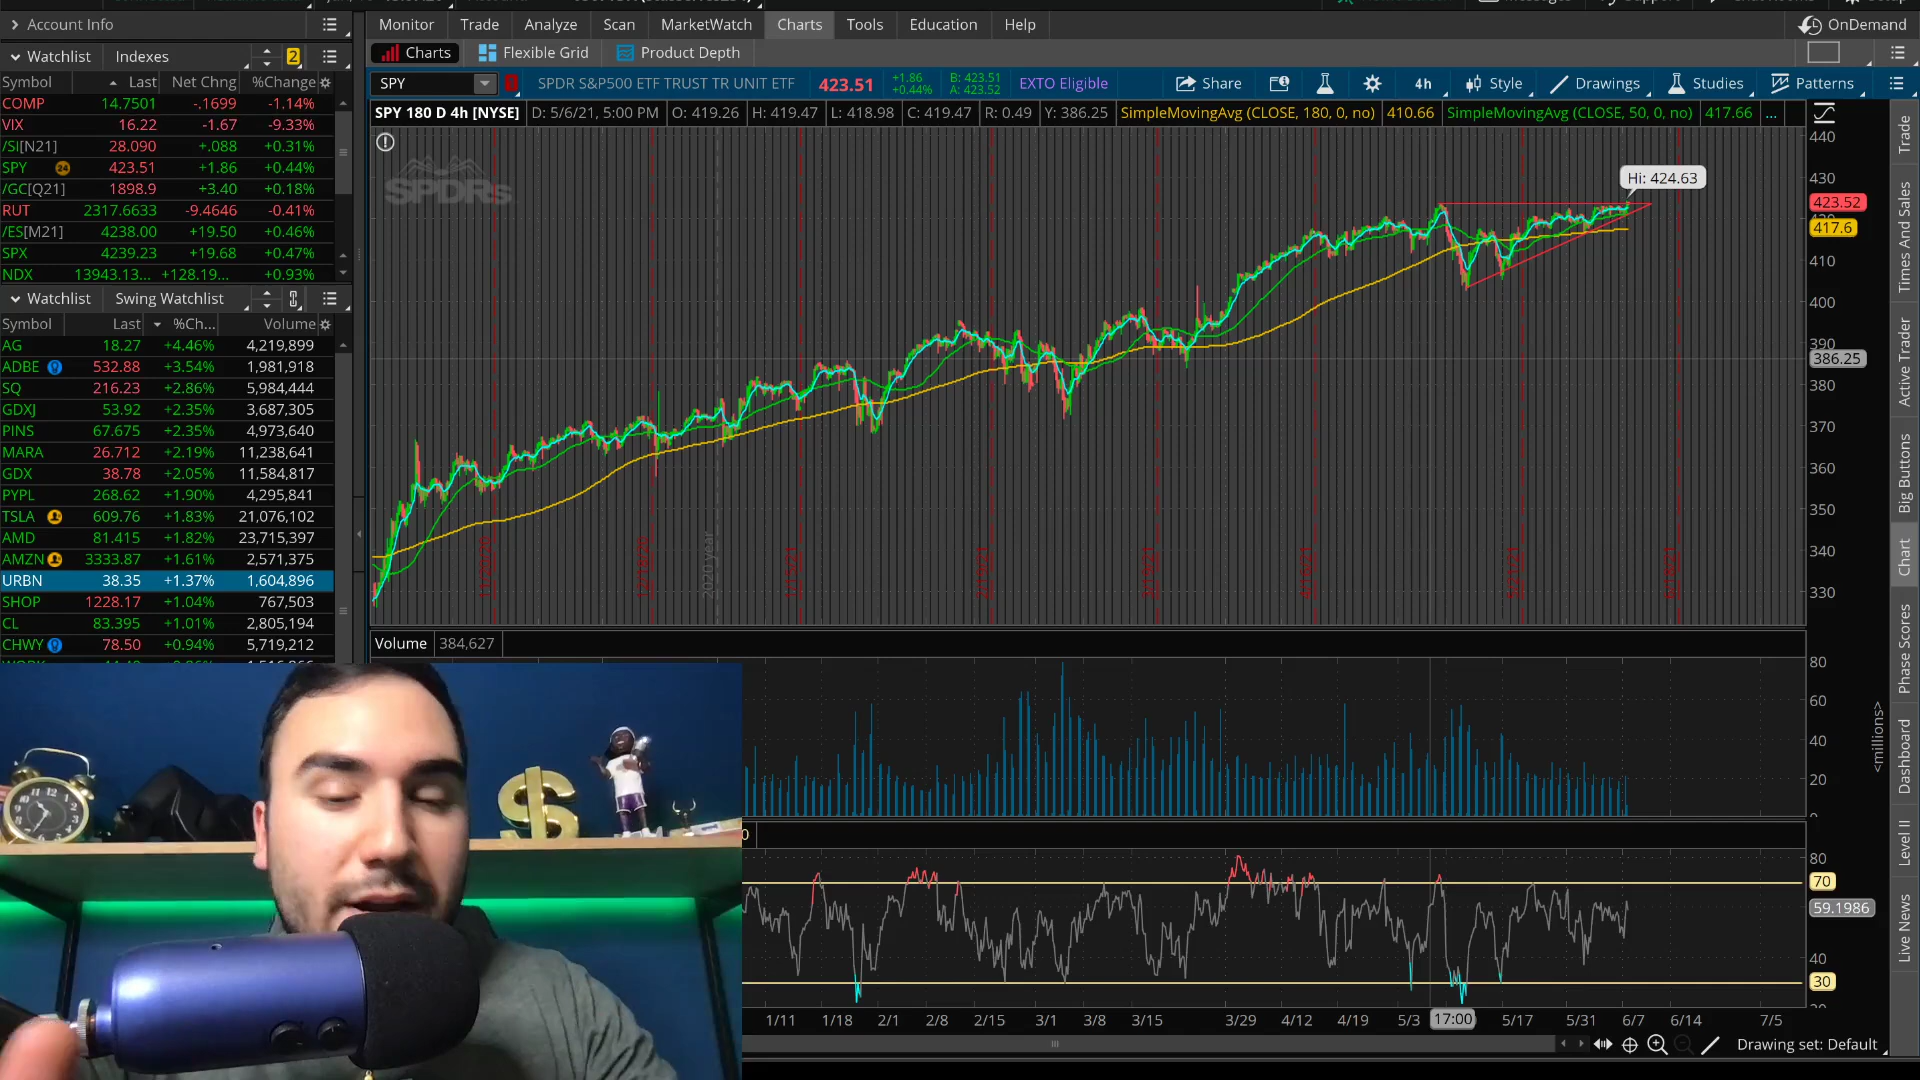 Account Info
Monitor Trade Analyze Scan MarketWatch Charts Tools Education Help OnDemand
Watchlist Indexes 2
Charts Flexible Grid Product Depth
Symbol Last Net Chng %Change
SPY SPDR S&P500 ETF TRUST TR UNIT ETF 423.51 +1.86 +0.44% B: 423.51 A: 423.52 EXTO Eligible Share 4h Style Drawings Studies Patterns
SPY 180 D 4h [NYSE] D: 5/6/21, 5:00 PM O: 419.26 H: 419.47 L: 418.98 C: 419.47 R: 0.49 Y: 386.25 SimpleMovingAvg (CLOSE, 180, 0, no) 410.66 SimpleMovingAvg (CLOSE, 50, 0, no) 417.66 ...
COMP 14.7501 -.1699 -1.14%
VIX 16.22 -1.67 -9.33%
/SI[N21] 28.090 +.088 +0.31%
SPY 24 423.51 +1.86 +0.44%
/GC[Q21] 1898.9 +3.40 +0.18%
RUT 2317.6633 -9.4646 -0.41%
/ES[M21] 4238.00 +19.50 +0.46%
SPX 4239.23 +19.68 +0.47%
NDX 13943.13... +128.19... +0.93%
Watchlist Swing Watchlist
Symbol Last %Ch... Volume
AG 18.27 +4.46% 4,219,899
ADBE 532.88 +3.54% 1,981,918
SQ 216.23 +2.86% 5,984,444
GDXJ 53.92 +2.35% 3,687,305
PINS 67.675 +2.35% 4,973,640
MARA 26.712 +2.19% 11,238,641
GDX 38.78 +2.05% 11,584,817
PYPL 268.62 +1.90% 4,295,841
TSLA 609.76 +1.83% 21,076,102
AMD 81.415 +1.82% 23,715,397
AMZN 3333.87 +1.61% 2,571,375
URBN 38.35 +1.37% 1,604,896
SHOP 1228.17 +1.04% 767,503
CL 83.395 +1.01% 2,805,194
CHWY 78.50 +0.94% 5,719,212
SPDRs
Hi: 424.63
440
430
423.52
417.6
410
400
390
386.25
380
370
360
350
340
330
2020 year
Volume 384,627
80
60
40
20
<millions>
80
70
59.1986
40
30
1/11 1/18 2/1 2/8 2/15 3/1 3/8 3/15 3/29 4/12 4/19 5/3 17:00 5/17 5/31 6/7 6/14 7/5
Drawing set: Default
Trade
Times And Sales
Active Trader
Big Buttons
Chart
Phase Scores
Dashboard
Level II
Live News
$